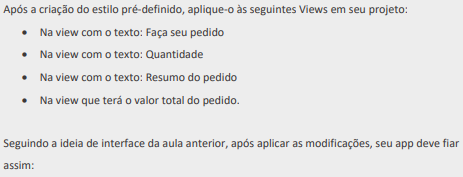 Após a criação do estilo pré-definido, aplique-o às seguintes Views em seu projeto:
• Na view com o texto: Faça seu pedido
• Na view com o texto: Quantidade
• Na view com o texto: Resumo do pedido
• Na view que terá o valor total do pedido.
Seguindo a ideia de interface da aula anterior, após aplicar as modificações, seu app deve fiar
assim: